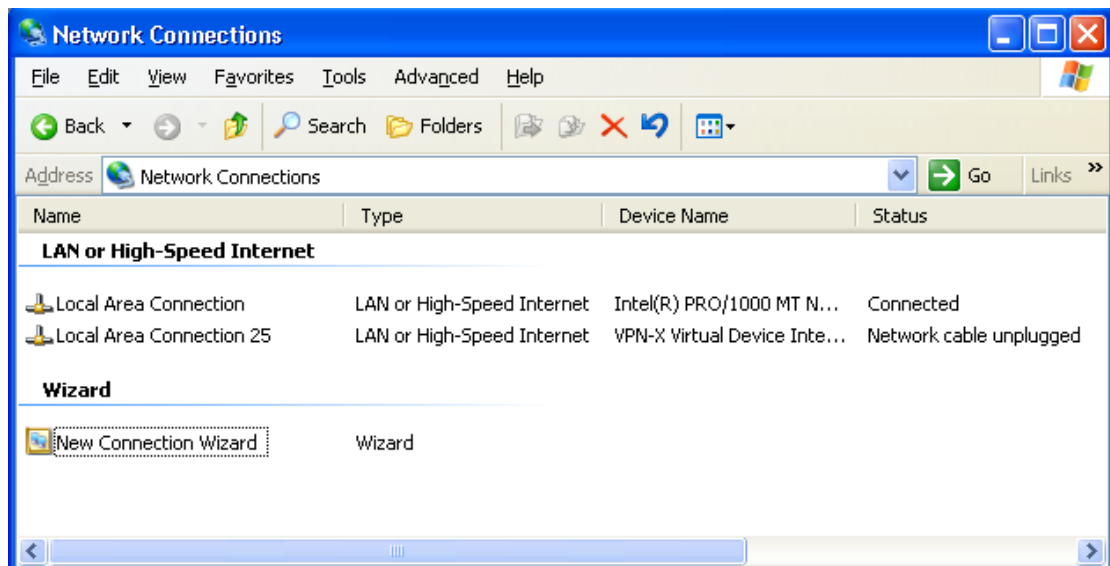 Network Connections
File Edit View Favorites Tools Advanced Help
Back Search Folders
Address Network Connections Go Links »
Name Type Device Name Status
LAN or High-Speed Internet
Local Area Connection LAN or High-Speed Internet Intel(R) PRO/1000 MT N... Connected
Local Area Connection 25 LAN or High-Speed Internet VPN-X Virtual Device Inte... Network cable unplugged
Wizard
New Connection Wizard Wizard